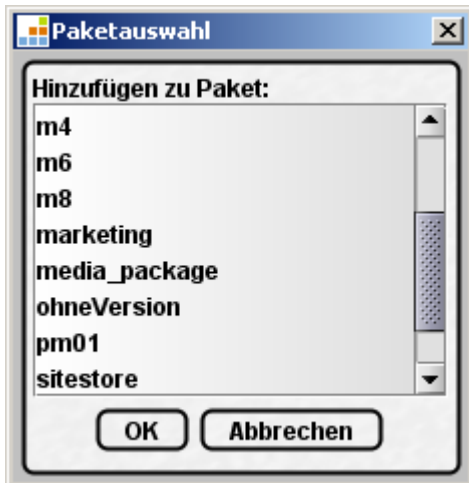 Paketauswahl
Hinzufügen zu Paket:
m4
m6
m8
marketing
media_package
ohneVersion
pm01
sitestore
OK Abbrechen